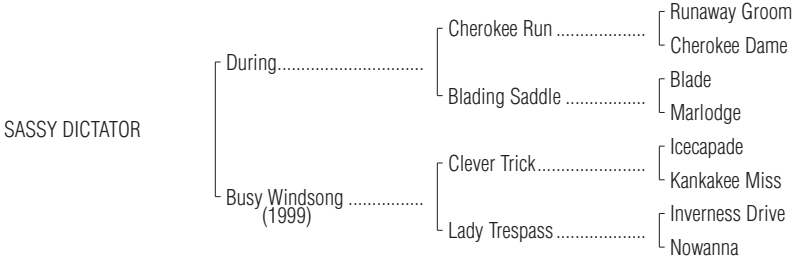 Runaway Groom
Cherokee Run ...................
Cherokee Dame
During...............................
Blade
Blading Saddle .................
Marlodge
SASSY DICTATOR
Icecapade
Clever Trick.......................
Kankakee Miss
Busy Windsong ................
(1999)
Inverness Drive
Lady Trespass ...................
Nowanna